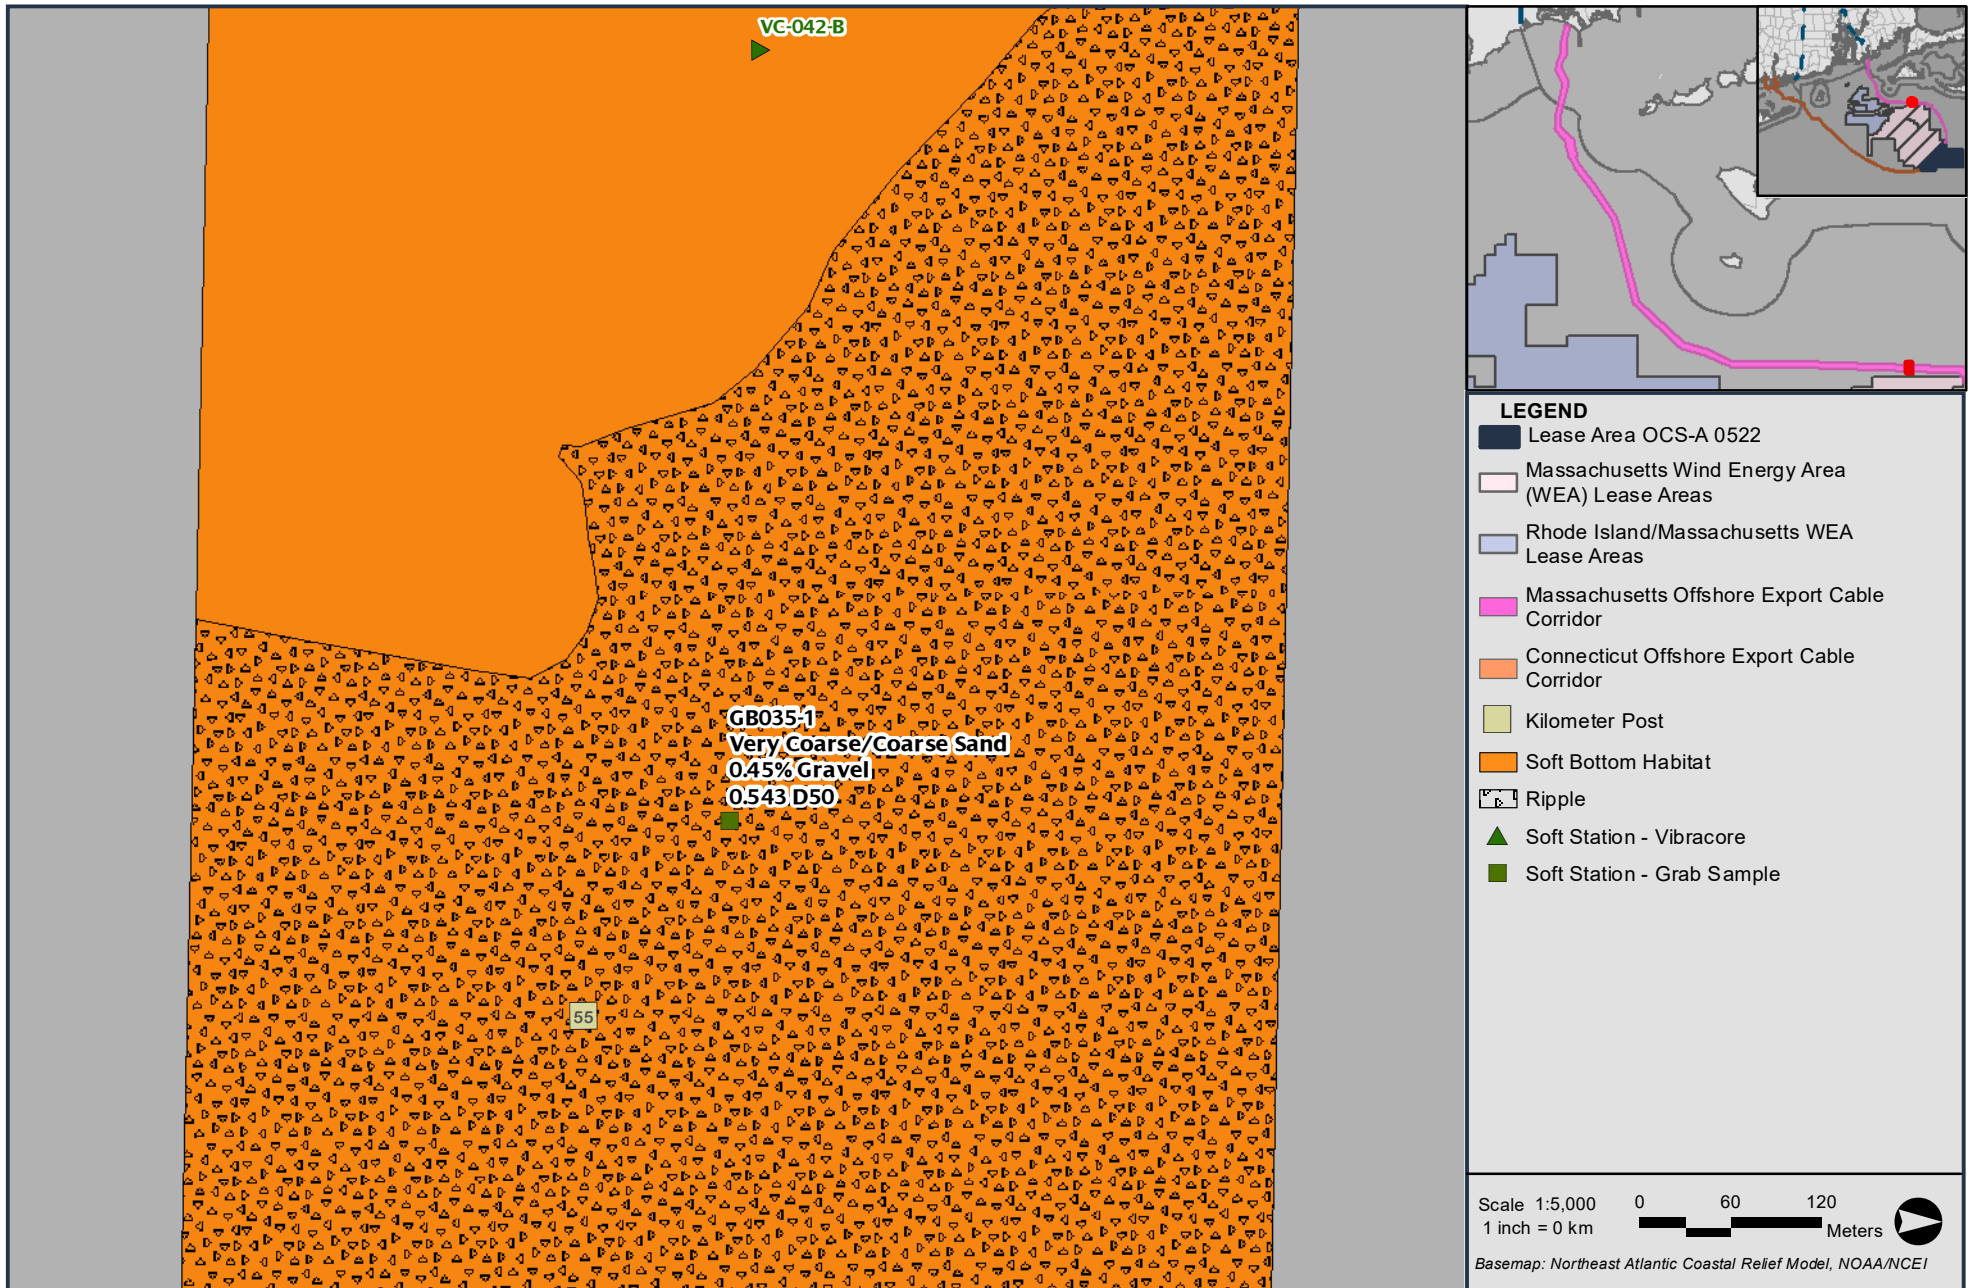 VC-042-B
GB035-1
Very Coarse/Coarse Sand
0.45% Gravel
0.543 D50
55
LEGEND
Lease Area OCS-A 0522
Massachusetts Wind Energy Area
(WEA) Lease Areas
Rhode Island/Massachusetts WEA
Lease Areas
Massachusetts Offshore Export Cable
Corridor
Connecticut Offshore Export Cable
Corridor
Kilometer Post
Soft Bottom Habitat
Ripple
Soft Station - Vibracore
Soft Station - Grab Sample
Scale 1:5,000
1 inch = 0 km
0 60 120
Meters
Basemap: Northeast Atlantic Coastal Relief Model, NOAA/NCEI